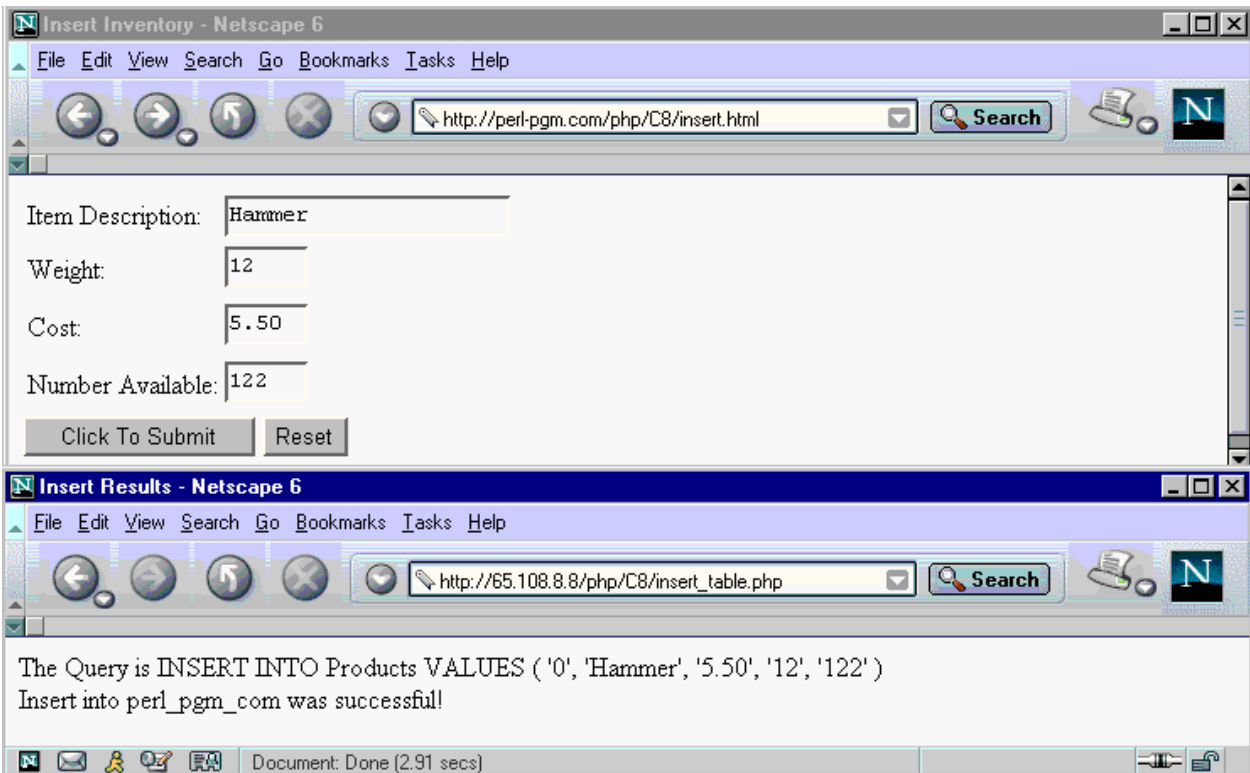 N Insert Inventory - Netscape 6
File Edit View Search Go Bookmarks Tasks Help
http://perl-pgm.com/php/C8/insert.html Search N
Item Description: Hammer
Weight: 12
Cost: 5.50
Number Available: 122
Click To Submit Reset
N Insert Results - Netscape 6
File Edit View Search Go Bookmarks Tasks Help
http://65.108.8.8/php/C8/insert_table.php Search N
The Query is INSERT INTO Products VALUES ( '0', 'Hammer', '5.50', '12', '122' )
Insert into perl_pgm_com was successful!
N Document: Done (2.91 secs)